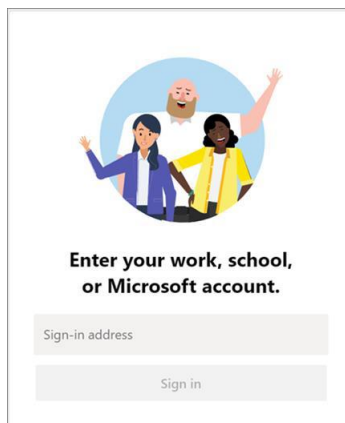 Enter your work, school,
or Microsoft account.
Sign-in address
Sign in